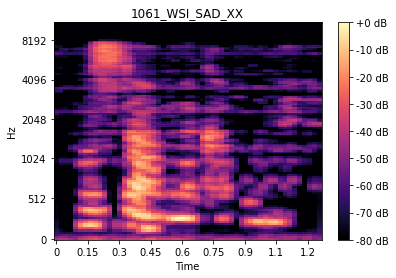 1061_WSI_SAD_XX
+0 dB
8192
-10 dB
4096
-20 dB
-30 dB
2048
Hz
-40 dB
1024
-50 dB
512
-60 dB
-70 dB
0
-80 dB
0 0.15 0.3 0.45 0.6 0.75 0.9 1.1 1.2
Time